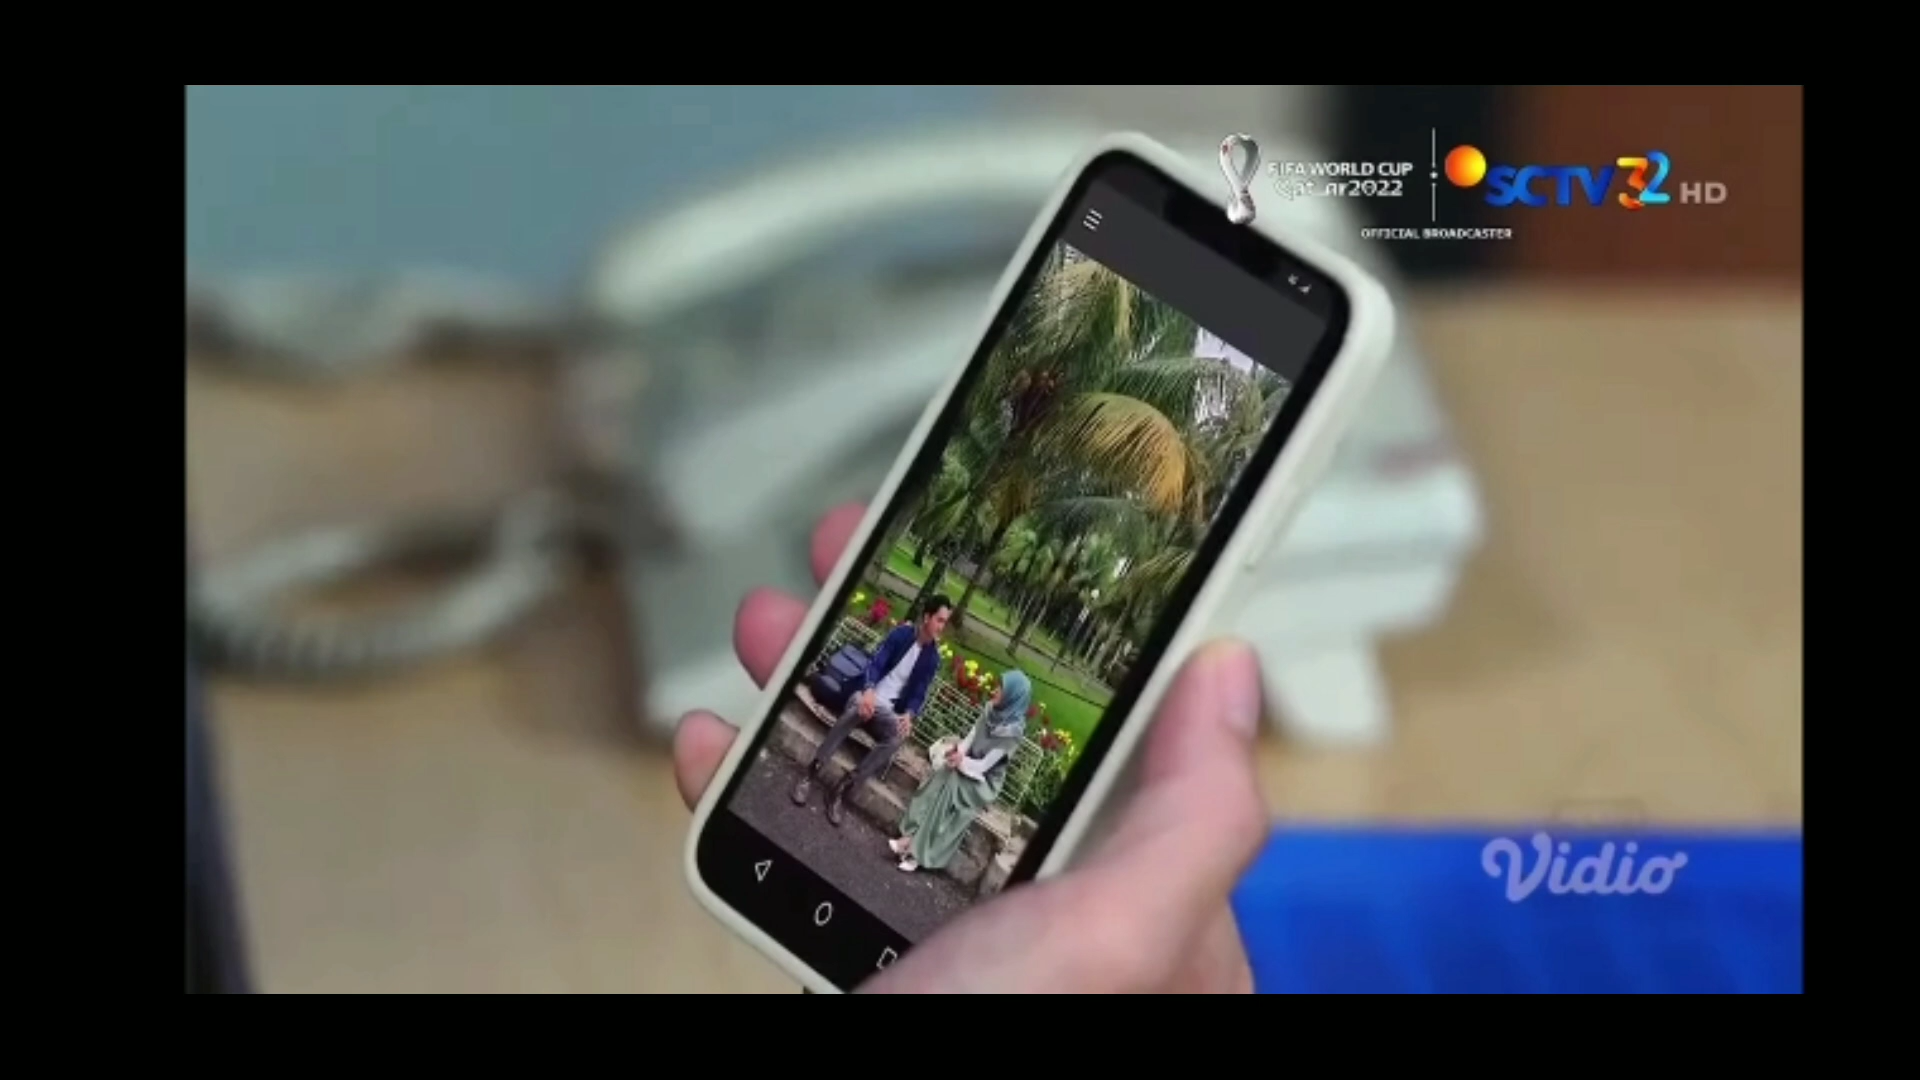 FIFA WORLD CUP
Qatar2022
SCTV 32 HD
OFFICIAL BROADCASTER
Vidio